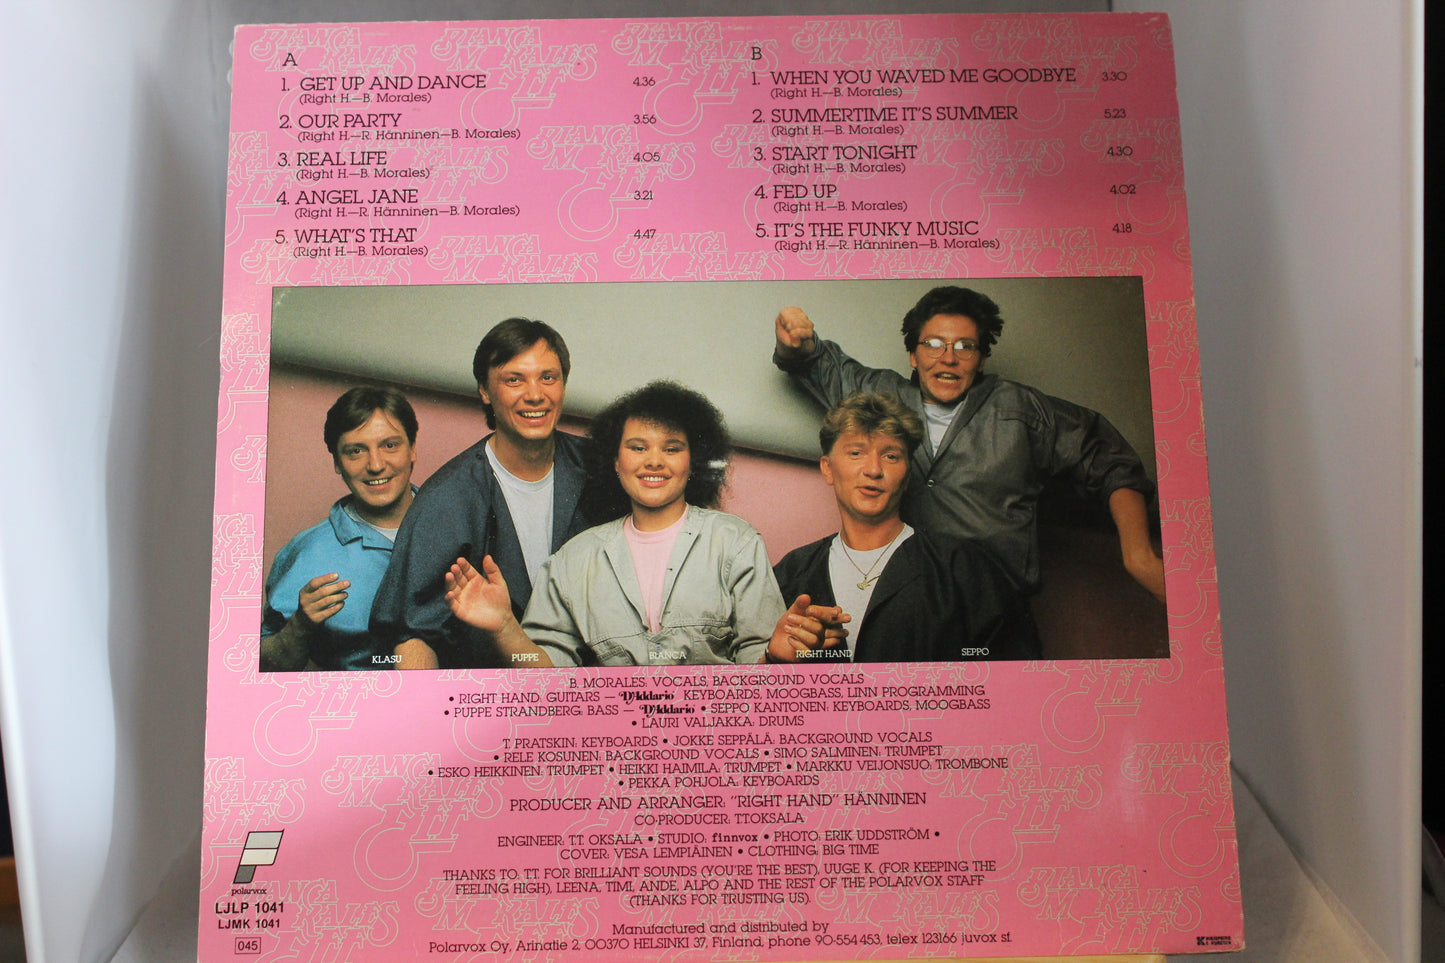 A
1. GET UP AND DANCE 4.36
(Right H.—B. Morales)
2. OUR PARTY 3.56
(Right H.—R. Hänninen—B. Morales)
3. REAL LIFE 4.05
(Right H.—B. Morales)
4. ANGEL JANE 3.21
(Right H.—R. Hänninen—B. Morales)
5. WHAT'S THAT 4.47
(Right H.—B. Morales)
B
1. WHEN YOU WAVED ME GOODBYE 3.30
(Right H.—B. Morales)
2. SUMMERTIME IT'S SUMMER 5.23
(Right H.—B. Morales)
3. START TONIGHT 4.30
(Right H.—B. Morales)
4. FED UP 4.02
(Right H.—B. Morales)
5. IT'S THE FUNKY MUSIC 4.18
(Right H.—R. Hänninen—B. Morales)
KLASU PUPPE BIANCA RIGHT HAND SEPPO
B. MORALES: VOCALS, BACKGROUND VOCALS
• RIGHT HAND: GUITARS — D'Addario KEYBOARDS, MOOGBASS, LINN PROGRAMMING
• PUPPE STRANDBERG: BASS — D'Addario • SEPPO KANTONEN: KEYBOARDS, MOOGBASS
• LAURI VALJAKKA: DRUMS
T. PRATSKIN: KEYBOARDS • JOKKE SEPPÄLÄ: BACKGROUND VOCALS
• RELE KOSUNEN: BACKGROUND VOCALS • SIMO SALMINEN: TRUMPET
• ESKO HEIKKINEN: TRUMPET • HEIKKI HAIMILA: TRUMPET • MARKKU VEIJONSUO: TROMBONE
• PEKKA POHJOLA: KEYBOARDS
PRODUCER AND ARRANGER: "RIGHT HAND" HÄNNINEN
CO-PRODUCER: TTOKSALA
ENGINEER: T.T. OKSALA • STUDIO: finnvox • PHOTO: ERIK UDDSTRÖM •
COVER: VESA LEMPIÄINEN • CLOTHING: BIG TIME
THANKS TO: T.T. FOR BRILLIANT SOUNDS (YOU'RE THE BEST), UUGE K. (FOR KEEPING THE
FEELING HIGH), LEENA, TIMI, ANDE, ALPO AND THE REST OF THE POLARVOX STAFF
(THANKS FOR TRUSTING US).
Manufactured and distributed by
Polarvox Oy, Arinatie 2, 00370 HELSINKI 37, Finland, phone 90-554 453, telex 123166 juvox sf.
polarvox
LJLP 1041
LJMK 1041
045